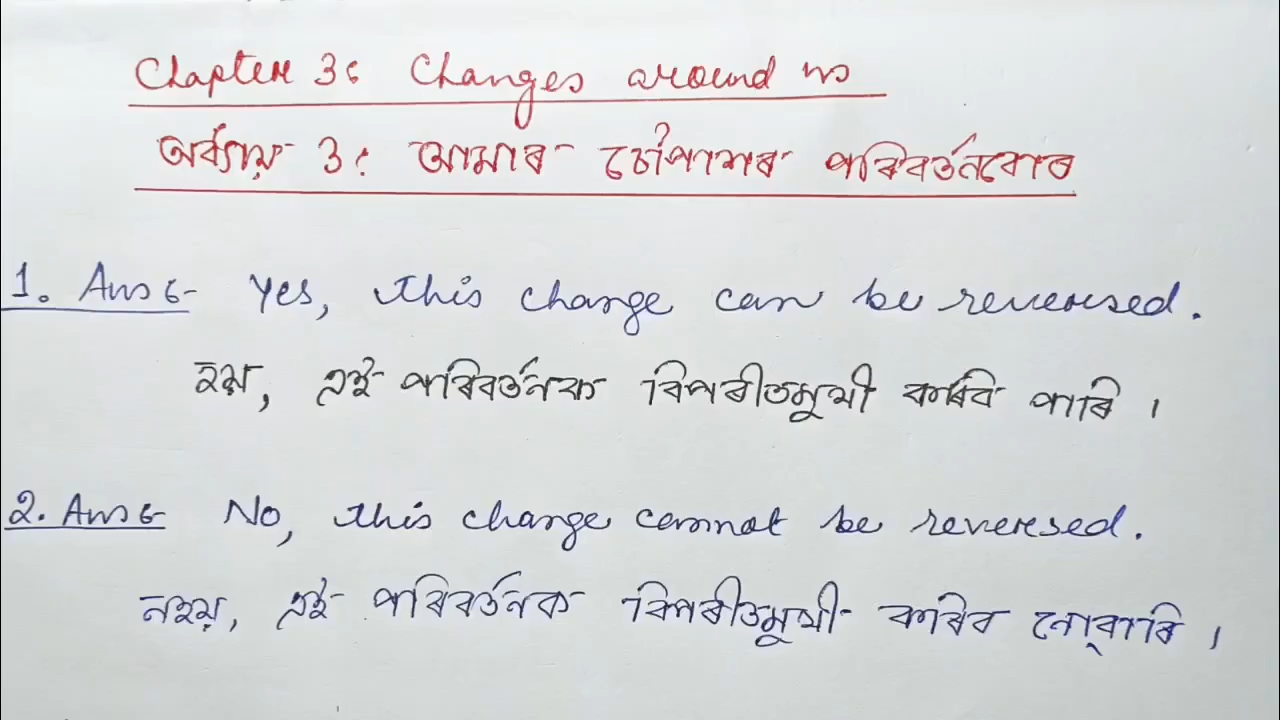 Chapter 3: Changes around us
অধ্যায় 3: আমাৰ চৌপাশৰ পৰিবৰ্তনবোৰ
1. Ans:- Yes, this change can be reversed.
হয়, এই পৰিবৰ্তনক বিপৰীতমুখী কৰিব পাৰি ।
2. Ans:- No, this change cannot be reversed.
নহয়, এই পৰিবৰ্তনক বিপৰীতমুখী কৰিব নোৱাৰি ।